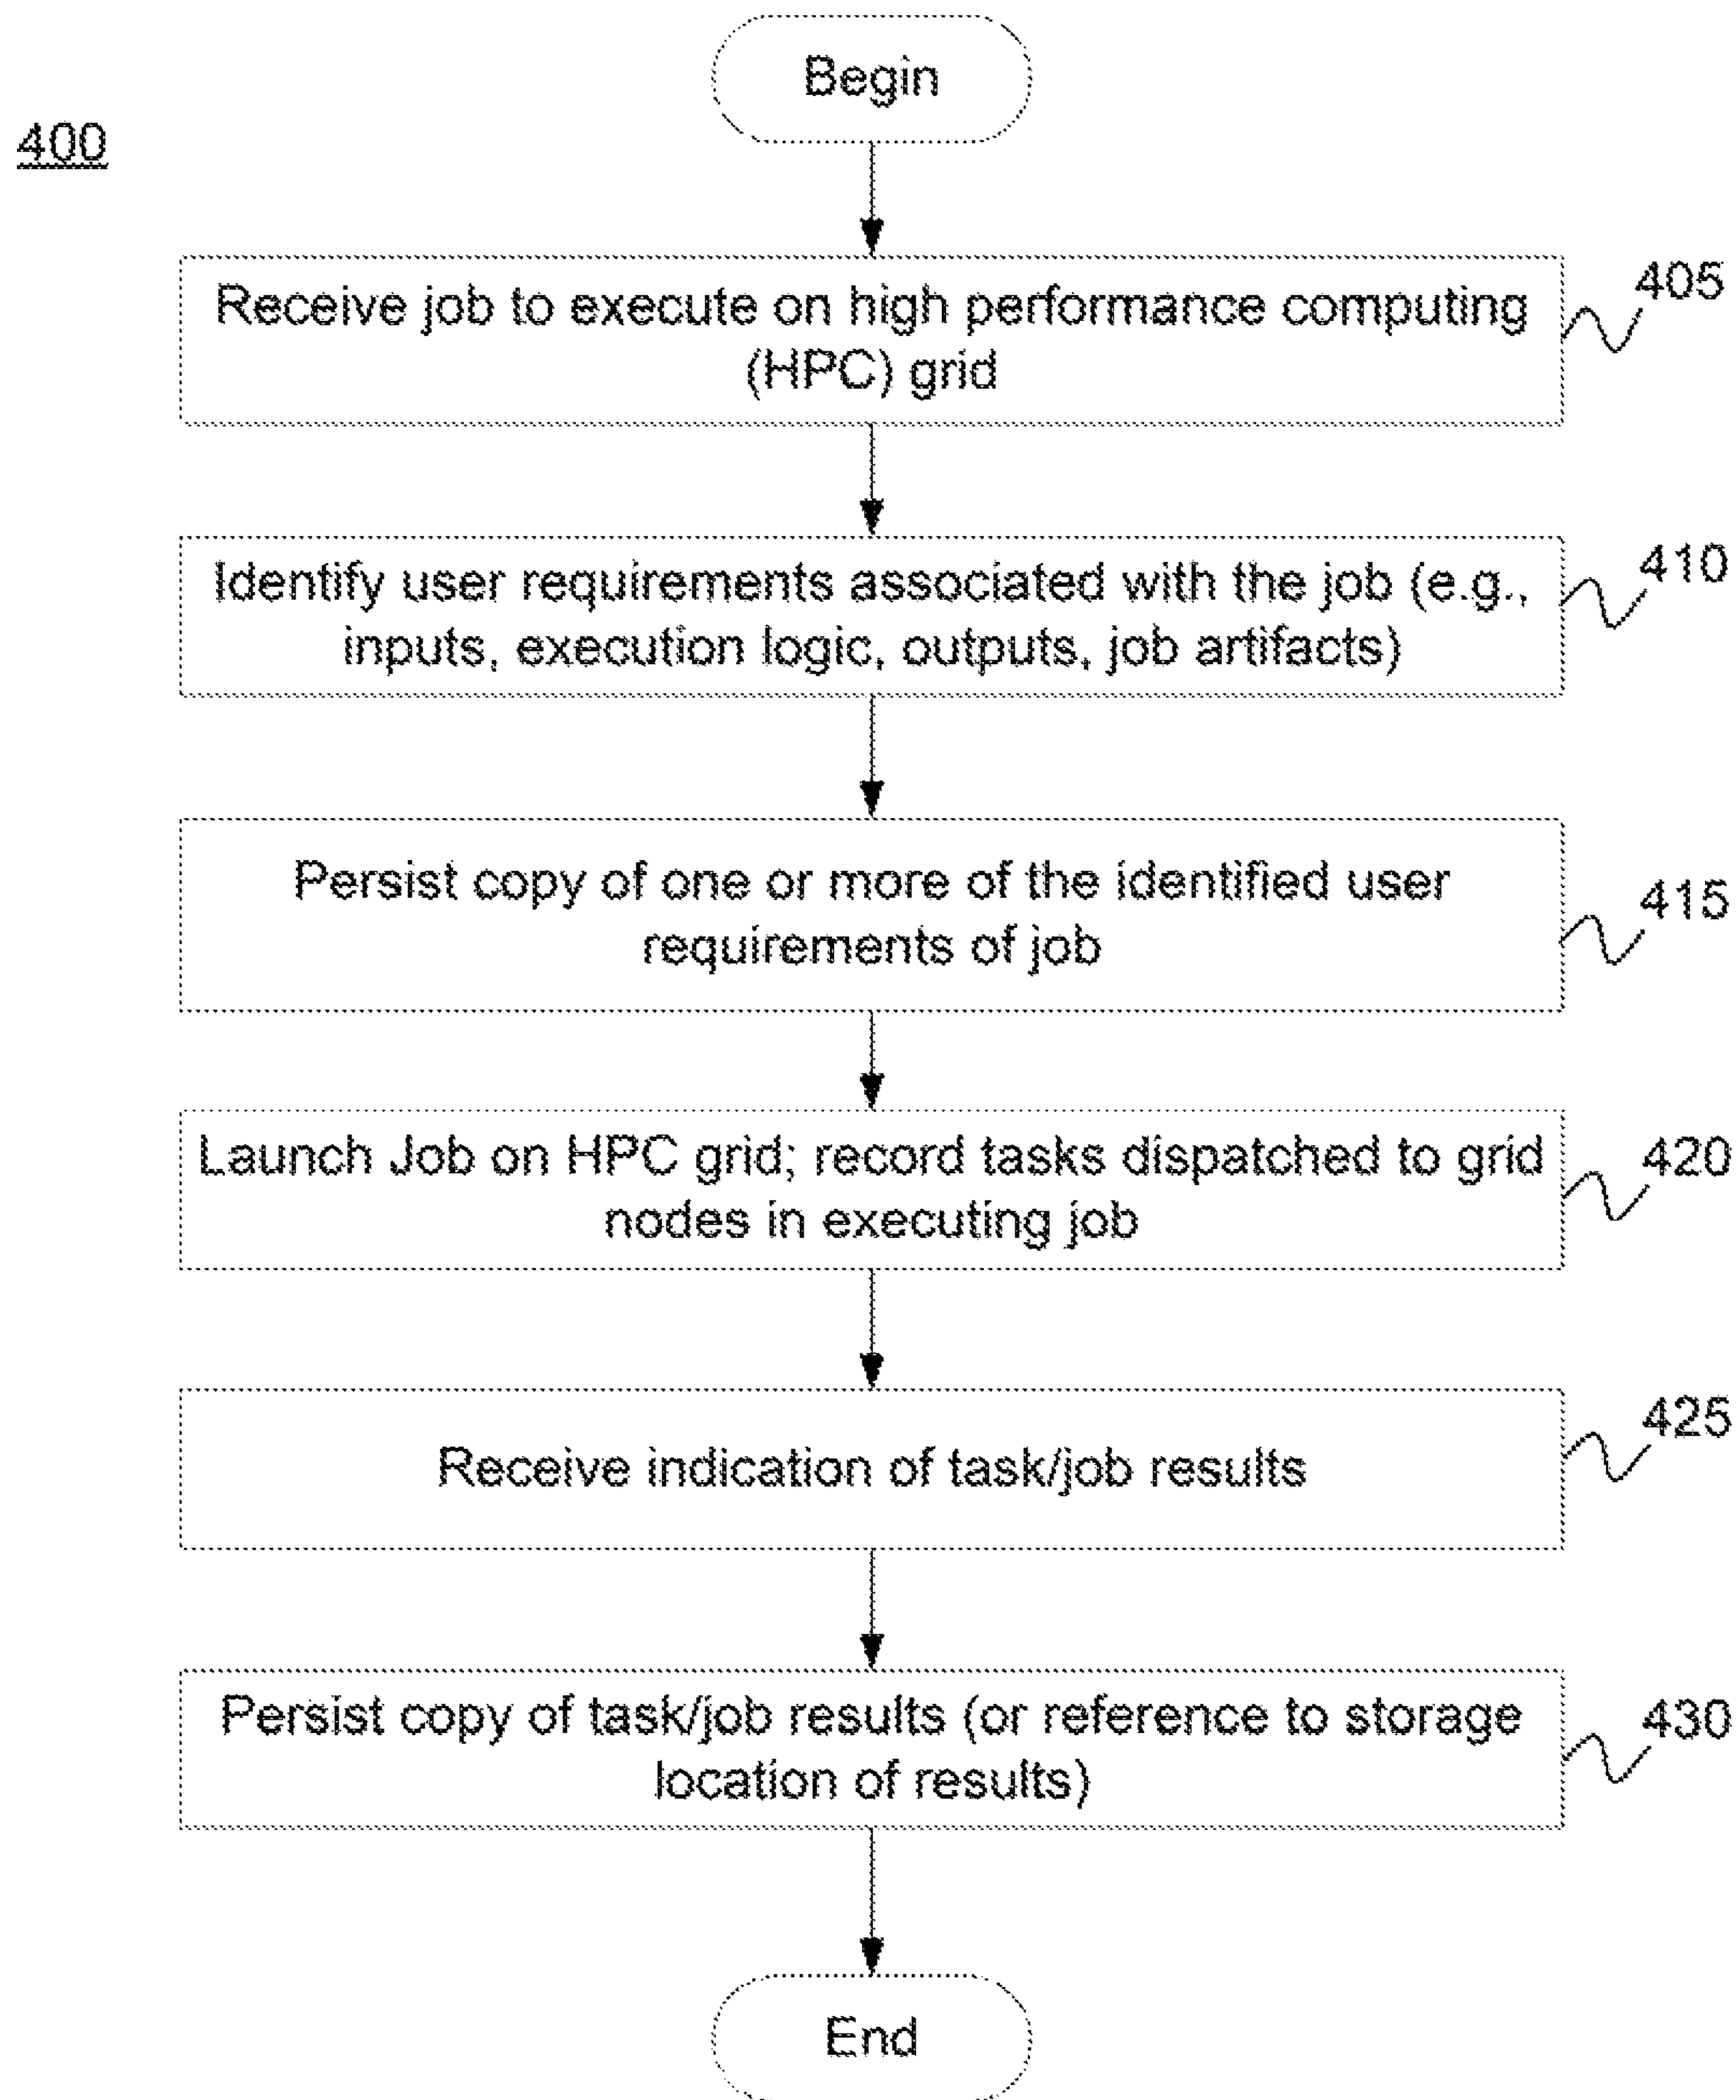 Begin
400
Receive job to execute on high performance computing
(HPC) grid
405
Identify user requirements associated with the job (e.g.,
inputs, execution logic, outputs, job artifacts)
410
Persist copy of one or more of the identified user
requirements of job
415
Launch Job on HPC grid; record tasks dispatched to grid
nodes in executing job
420
Receive indication of task/job results
425
Persist copy of task/job results (or reference to storage
location of results)
430
End